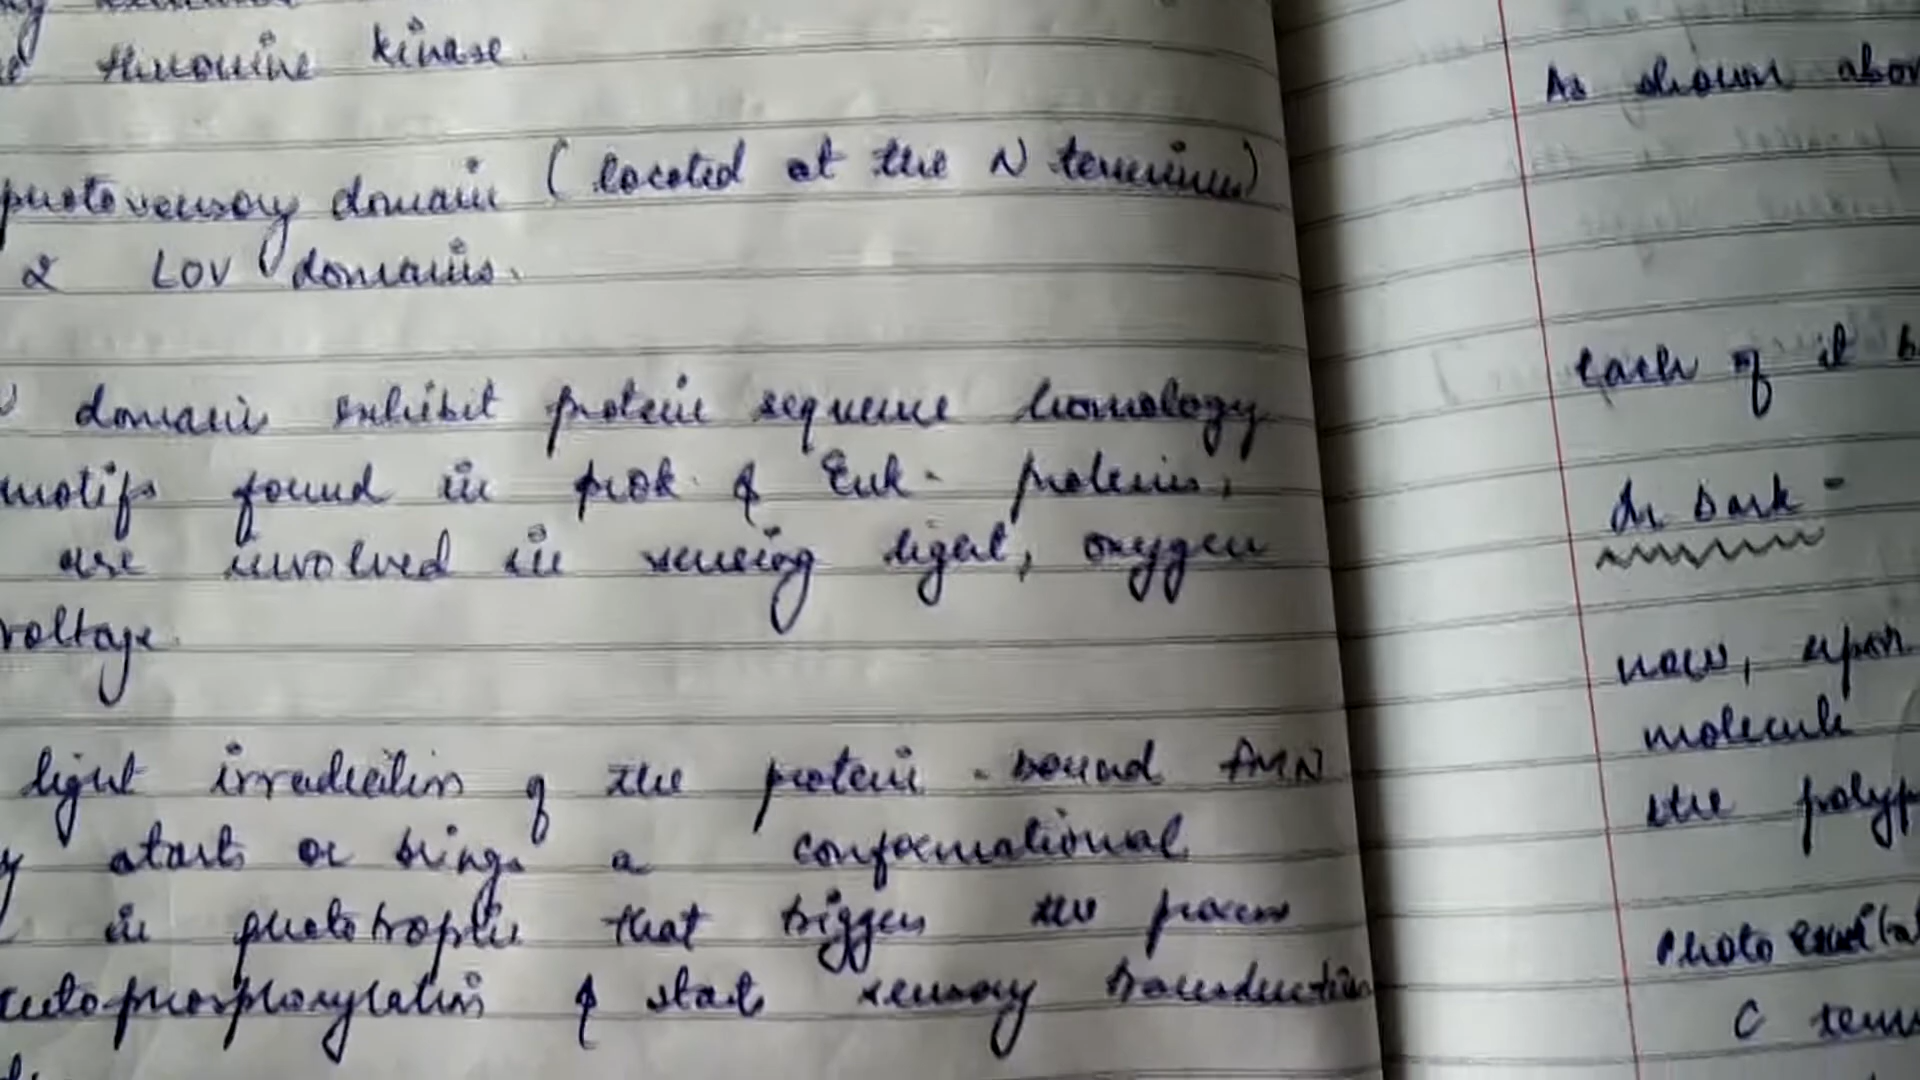 threonine kinase.
photosensory domain (located at the N terminus)
2 LOV domains.
domain exhibit protein sequence homology
motifs found in prok. & Euk. proteins,
are involved in sensing light, oxygen
voltage.
light irradiation of the protein-bound FMN
starts or brings a conformational
in phototropin that triggers the process
autophosphorylation & start sensory transduction
As shown abov
Each of it b
In Dark -
now, upon
molecule
the polyp
Photo excita
C term